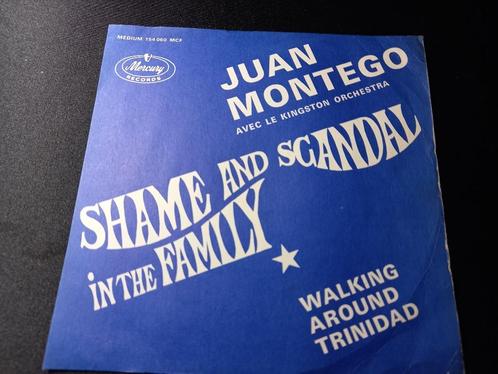 MEDIUM 154 060 MCF
Mercury
RECORDS
JUAN
MONTEGO
AVEC LE KINGSTON ORCHESTRA
SHAME AND SCANDAL
in THE FAMILY
WALKING
AROUND
TRINIDAD